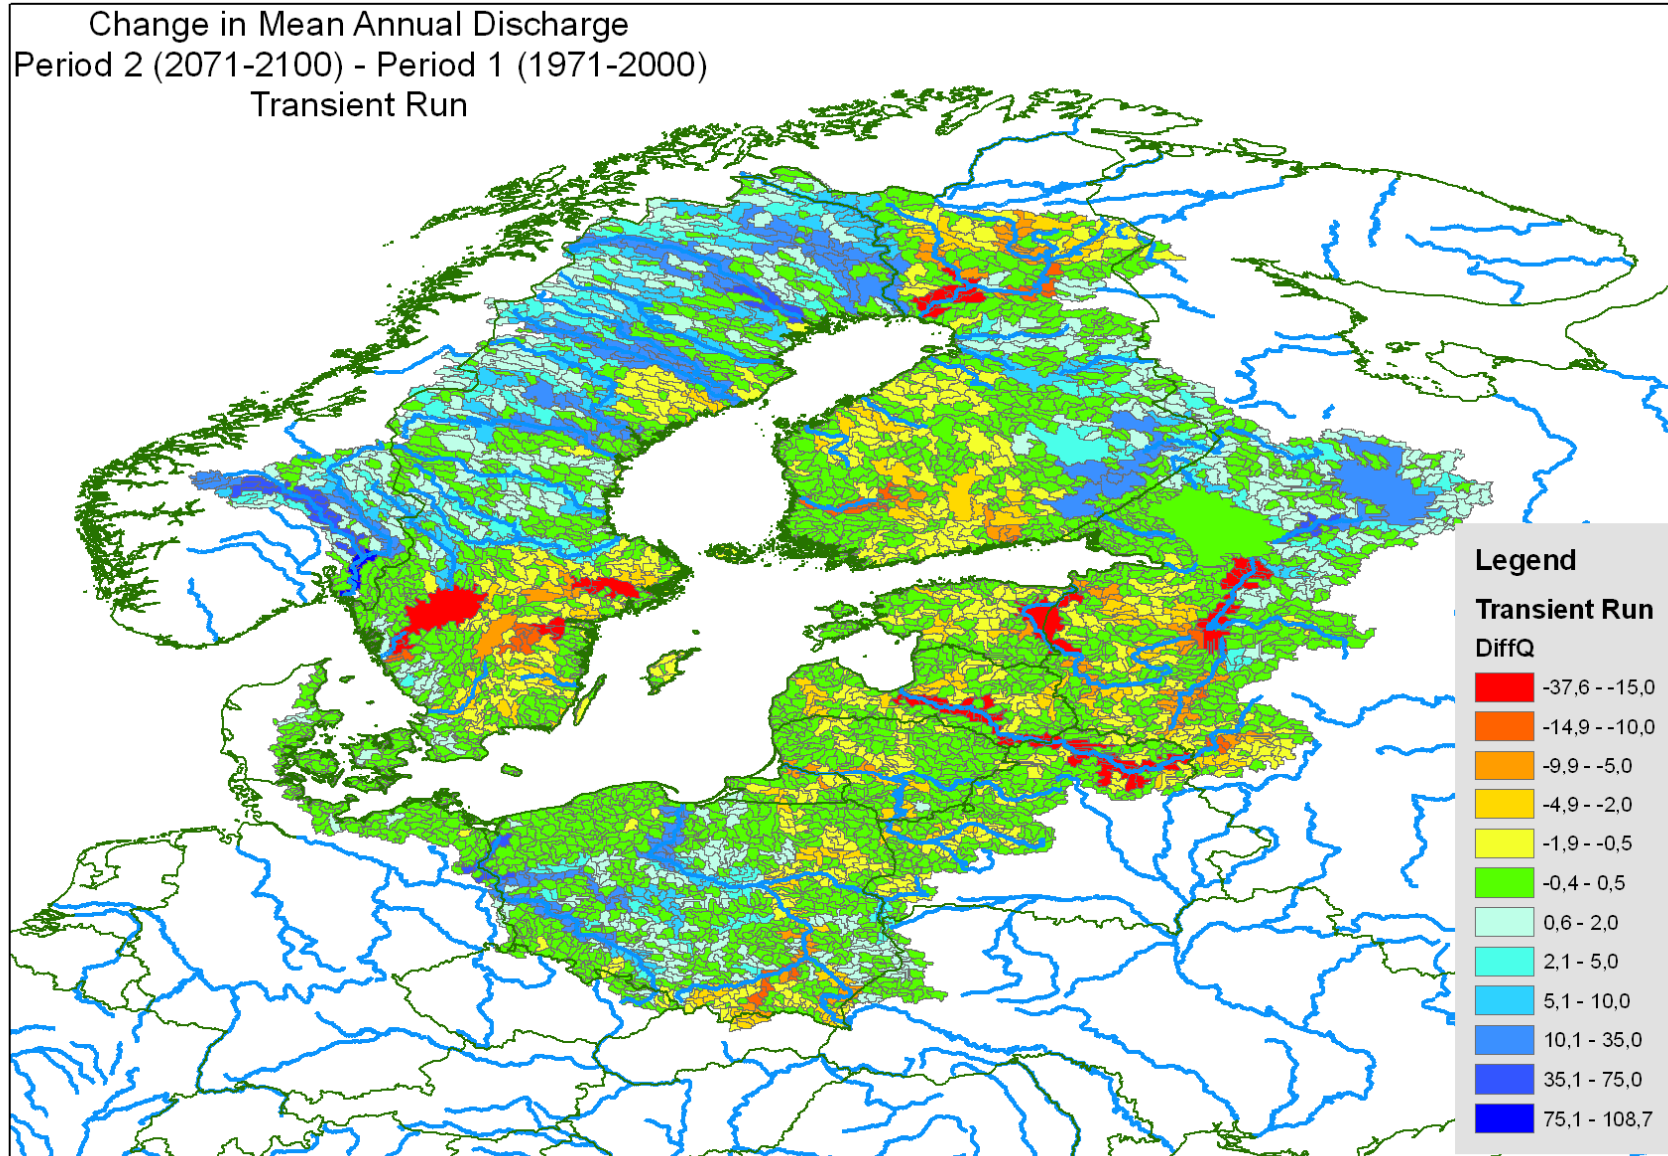 Change in Mean Annual Discharge
Period 2 (2071-2100) - Period 1 (1971-2000)
Transient Run
Legend
Transient Run
DiffQ
-37,6 - -15,0
-14,9 - -10,0
-9,9 - -5,0
-4,9 - -2,0
-1,9 - -0,5
-0,4 - 0,5
0,6 - 2,0
2,1 - 5,0
5,1 - 10,0
10,1 - 35,0
35,1 - 75,0
75,1 - 108,7